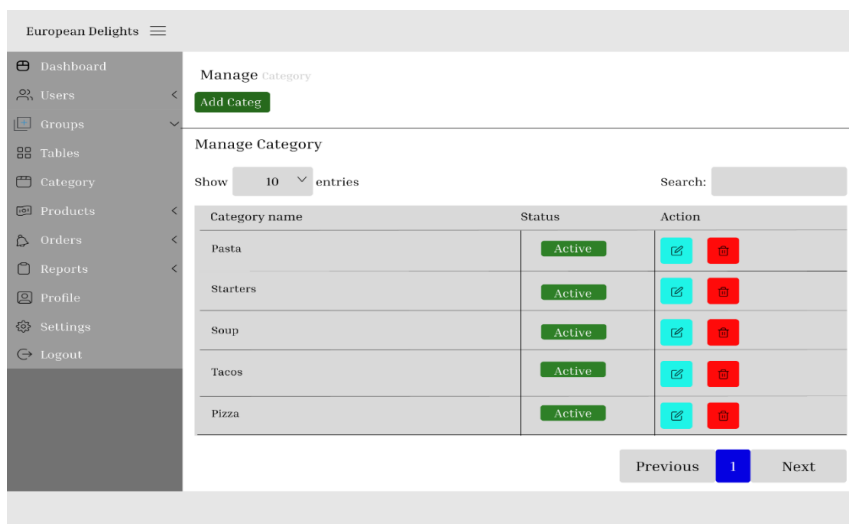 European Delights
Dashboard
Users
Groups
Tables
Category
Products
Orders
Reports
Profile
Settings
Logout
Manage Category
Add Categ
Manage Category
Show 10 entries
Search:
Category name Status Action
Pasta Active
Starters Active
Soup Active
Tacos Active
Pizza Active
Previous 1 Next